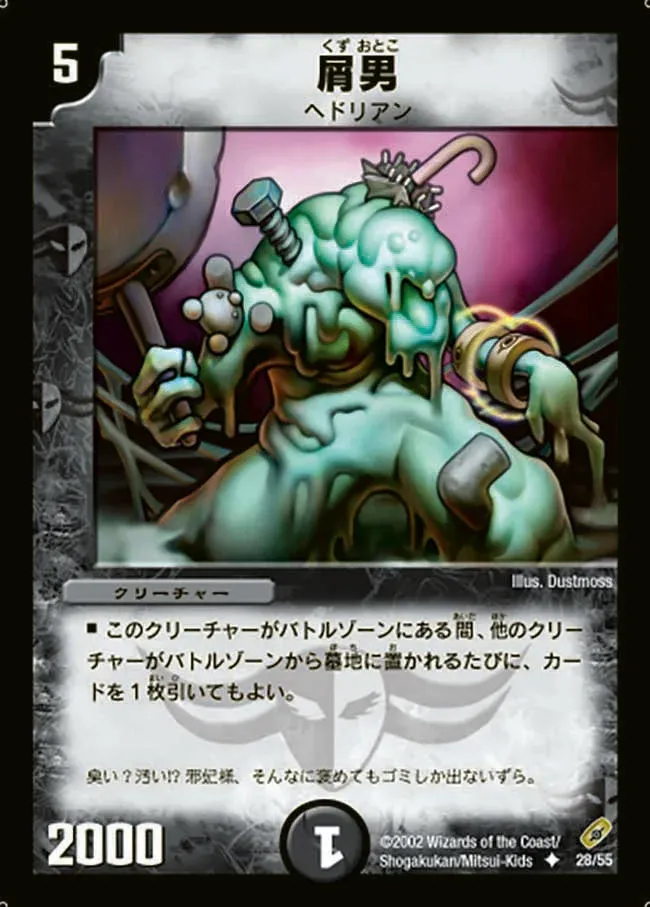 5
くず おとこ
屑男
ヘドリアン
Illus. Dustmoss
クリーチャー
■ このクリーチャーがバトルゾーンにある間、他のクリー
チャーがバトルゾーンから墓地に置かれるたびに、カー
ドを1枚引いてもよい。
臭い?汚い!? 邪妃様、そんなに褒めてもゴミしか出ないずら。
2000
1
©2002 Wizards of the Coast/
Shogakukan/Mitsui-Kids
28/55